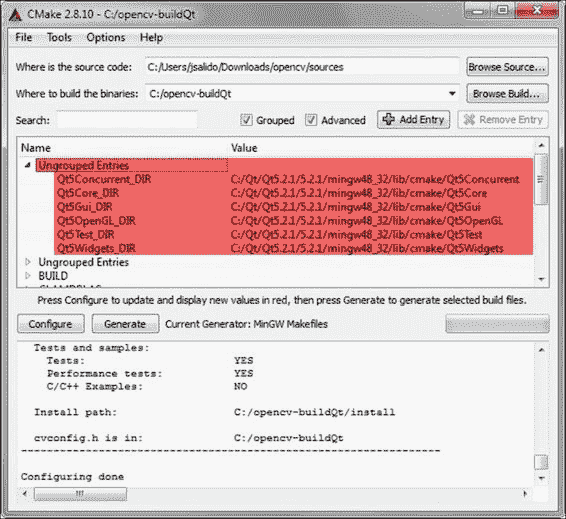 CMake 2.8.10 - C:/opencv-buildQt
File Tools Options Help
Where is the source code: C:/Users/jsalido/Downloads/opencv/sources Browse Source...
Where to build the binaries: C:/opencv-buildQt Browse Build...
Search: Grouped Advanced Add Entry Remove Entry
Name Value
Ungrouped Entries
Qt5Concurrent_DIR C:/Qt/Qt5.2.1/5.2.1/mingw48_32/lib/cmake/Qt5Concurrent
Qt5Core_DIR C:/Qt/Qt5.2.1/5.2.1/mingw48_32/lib/cmake/Qt5Core
Qt5Gui_DIR C:/Qt/Qt5.2.1/5.2.1/mingw48_32/lib/cmake/Qt5Gui
Qt5OpenGL_DIR C:/Qt/Qt5.2.1/5.2.1/mingw48_32/lib/cmake/Qt5OpenGL
Qt5Test_DIR C:/Qt/Qt5.2.1/5.2.1/mingw48_32/lib/cmake/Qt5Test
Qt5Widgets_DIR C:/Qt/Qt5.2.1/5.2.1/mingw48_32/lib/cmake/Qt5Widgets
Ungrouped Entries
BUILD
Press Configure to update and display new values in red, then press Generate to generate selected build files.
Configure Generate Current Generator: MinGW Makefiles
Tests and samples:
Tests: YES
Performance tests: YES
C/C++ Examples: NO
Install path: C:/opencv-buildQt/install
cvconfig.h is in: C:/opencv-buildQt
-----------------------------------------------------------------
Configuring done